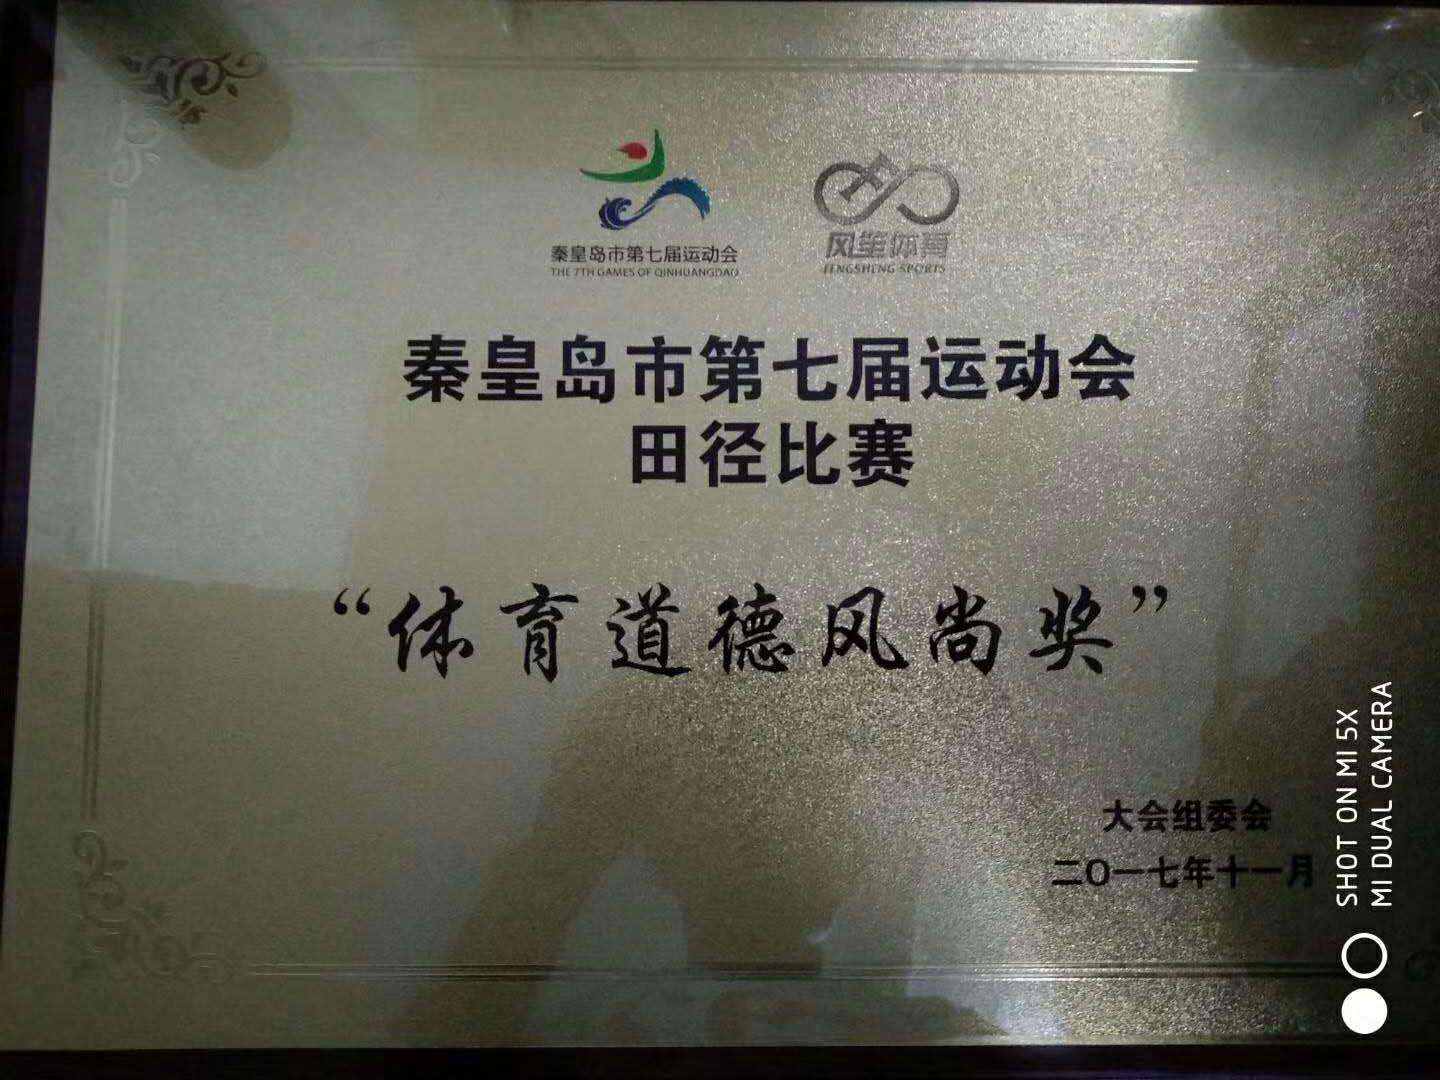 秦皇岛市第七届运动会
THE 7TH GAMES OF QINHUANGDAO
风笙体育
FENGSHENG SPORTS
秦皇岛市第七届运动会
田径比赛
“体育道德风尚奖”
大会组委会
二〇一七年十一月
SHOT ON MI 5X
MI DUAL CAMERA